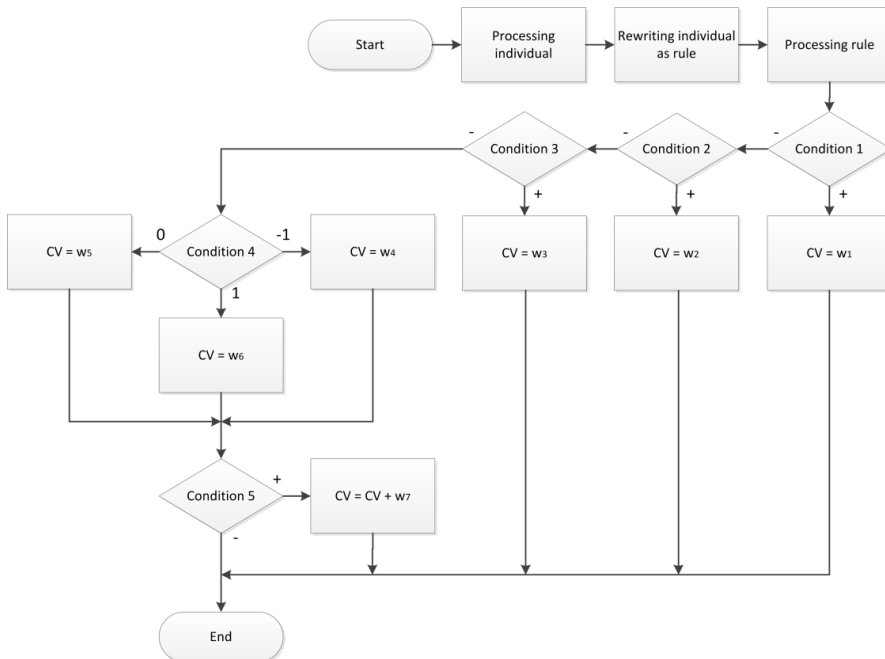 Start
Processing
individual
Rewriting individual
as rule
Processing rule
-
Condition 3
-
Condition 2
-
Condition 1
+
+
+
CV = w5
0
Condition 4
-1
CV = w4
CV = w3
CV = w2
CV = w1
1
CV = w6
Condition 5
+
CV = CV + w7
-
End